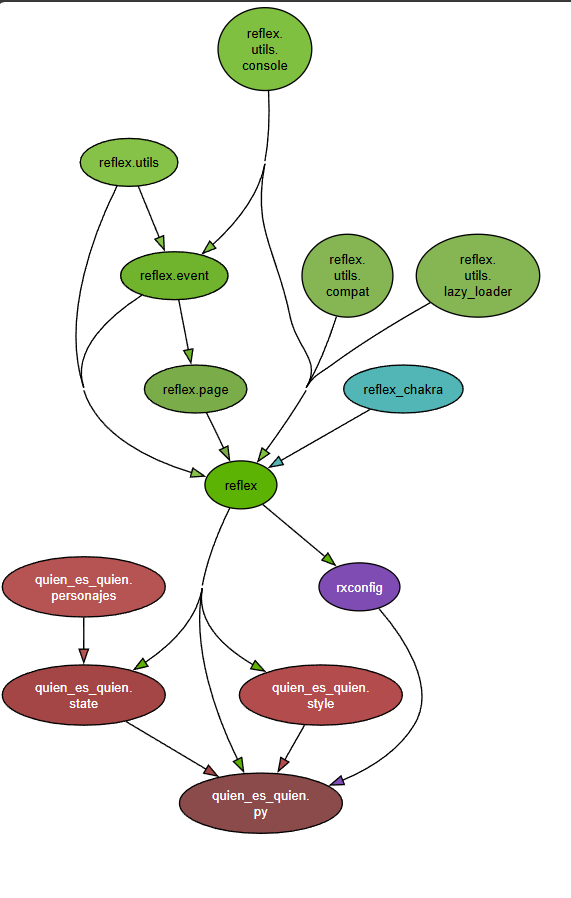 reflex.
utils.
console
reflex.utils
reflex.event
reflex.
utils.
compat
reflex.
utils.
lazy_loader
reflex.page
reflex_chakra
reflex
quien_es_quien.
personajes
rxconfig
quien_es_quien.
state
quien_es_quien.
style
quien_es_quien.
py